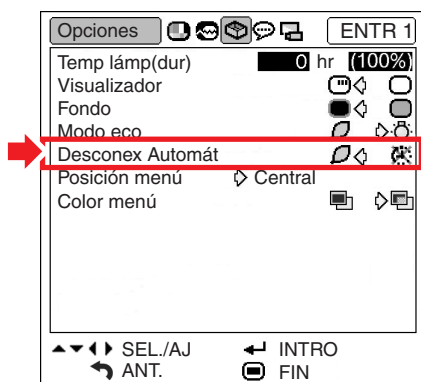 Opciones ENTR 1
Temp lámp(dur) 0 hr (100%)
Visualizador
Fondo
Modo eco
Desconex Automát
Posición menú Central
Color menú
SEL./AJ INTRO
ANT. FIN